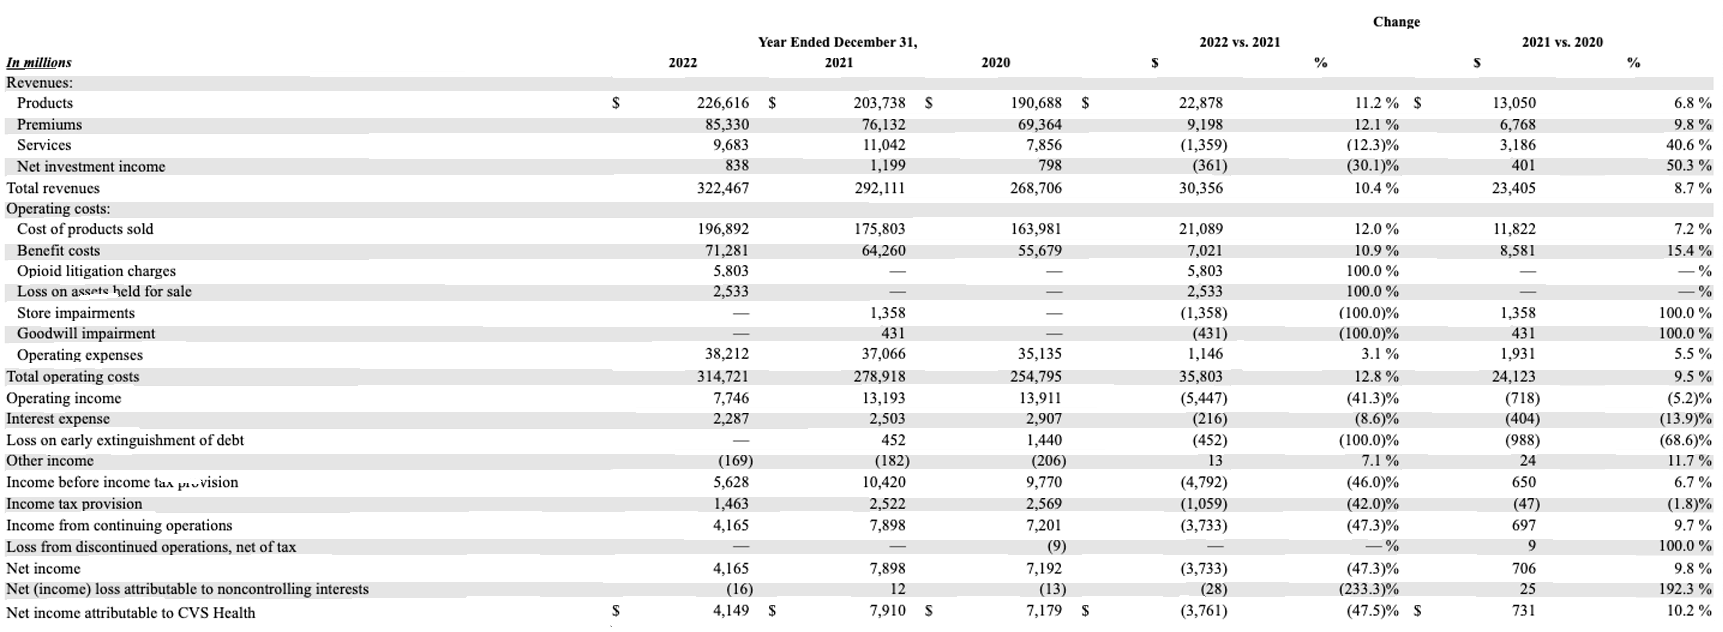 Change
Year Ended December 31, 2022 vs. 2021 2021 vs. 2020
In millions 2022 2021 2020 $ % $ %
Revenues:
Products $ 226,616 $ 203,738 $ 190,688 $ 22,878 11.2 % $ 13,050 6.8 %
Premiums 85,330 76,132 69,364 9,198 12.1 % 6,768 9.8 %
Services 9,683 11,042 7,856 (1,359) (12.3)% 3,186 40.6 %
Net investment income 838 1,199 798 (361) (30.1)% 401 50.3 %
Total revenues 322,467 292,111 268,706 30,356 10.4 % 23,405 8.7 %
Operating costs:
Cost of products sold 196,892 175,803 163,981 21,089 12.0 % 11,822 7.2 %
Benefit costs 71,281 64,260 55,679 7,021 10.9 % 8,581 15.4 %
Opioid litigation charges 5,803 — — 5,803 100.0 % — — %
Loss on assets held for sale 2,533 — — 2,533 100.0 % — — %
Store impairments — 1,358 — (1,358) (100.0)% 1,358 100.0 %
Goodwill impairment — 431 — (431) (100.0)% 431 100.0 %
Operating expenses 38,212 37,066 35,135 1,146 3.1 % 1,931 5.5 %
Total operating costs 314,721 278,918 254,795 35,803 12.8 % 24,123 9.5 %
Operating income 7,746 13,193 13,911 (5,447) (41.3)% (718) (5.2)%
Interest expense 2,287 2,503 2,907 (216) (8.6)% (404) (13.9)%
Loss on early extinguishment of debt — 452 1,440 (452) (100.0)% (988) (68.6)%
Other income (169) (182) (206) 13 7.1 % 24 11.7 %
Income before income tax provision 5,628 10,420 9,770 (4,792) (46.0)% 650 6.7 %
Income tax provision 1,463 2,522 2,569 (1,059) (42.0)% (47) (1.8)%
Income from continuing operations 4,165 7,898 7,201 (3,733) (47.3)% 697 9.7 %
Loss from discontinued operations, net of tax — — (9) — — % 9 100.0 %
Net income 4,165 7,898 7,192 (3,733) (47.3)% 706 9.8 %
Net (income) loss attributable to noncontrolling interests (16) 12 (13) (28) (233.3)% 25 192.3 %
Net income attributable to CVS Health $ 4,149 $ 7,910 $ 7,179 $ (3,761) (47.5)% $ 731 10.2 %